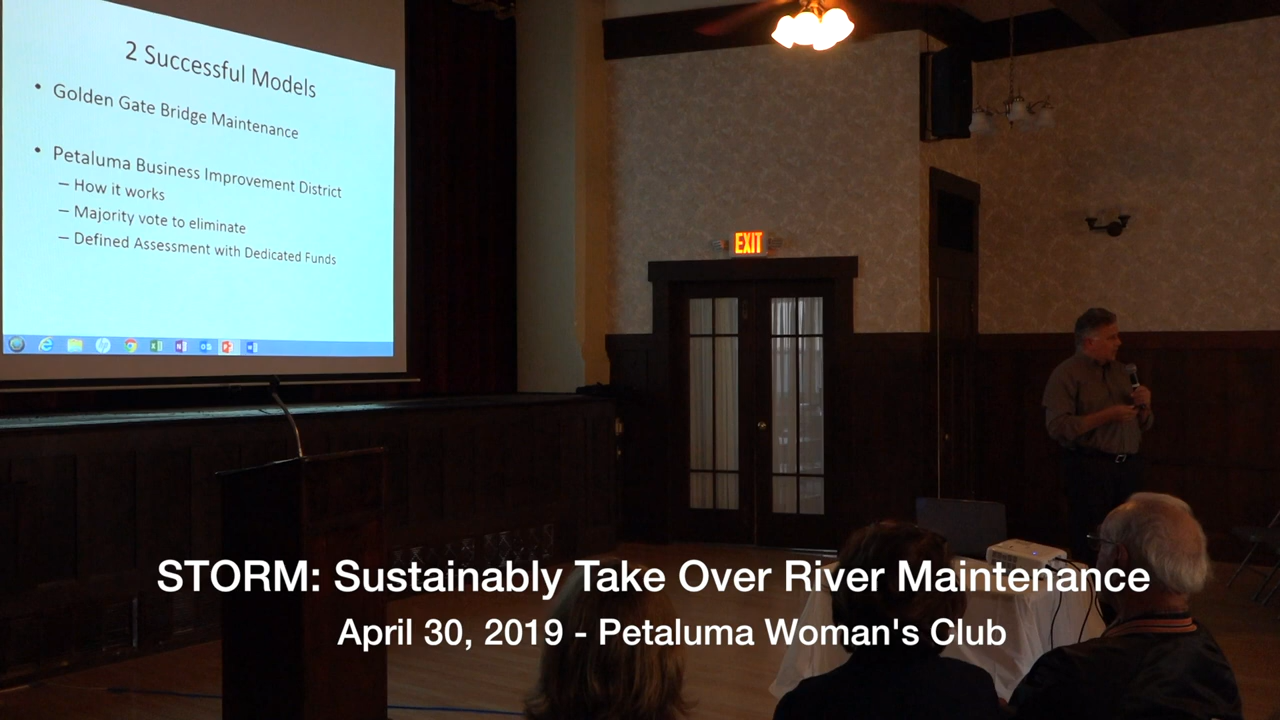 2 Successful Models
• Golden Gate Bridge Maintenance
• Petaluma Business Improvement District
– How it works
– Majority vote to eliminate
– Defined Assessment with Dedicated Funds
EXIT
STORM: Sustainably Take Over River Maintenance
April 30, 2019 - Petaluma Woman's Club